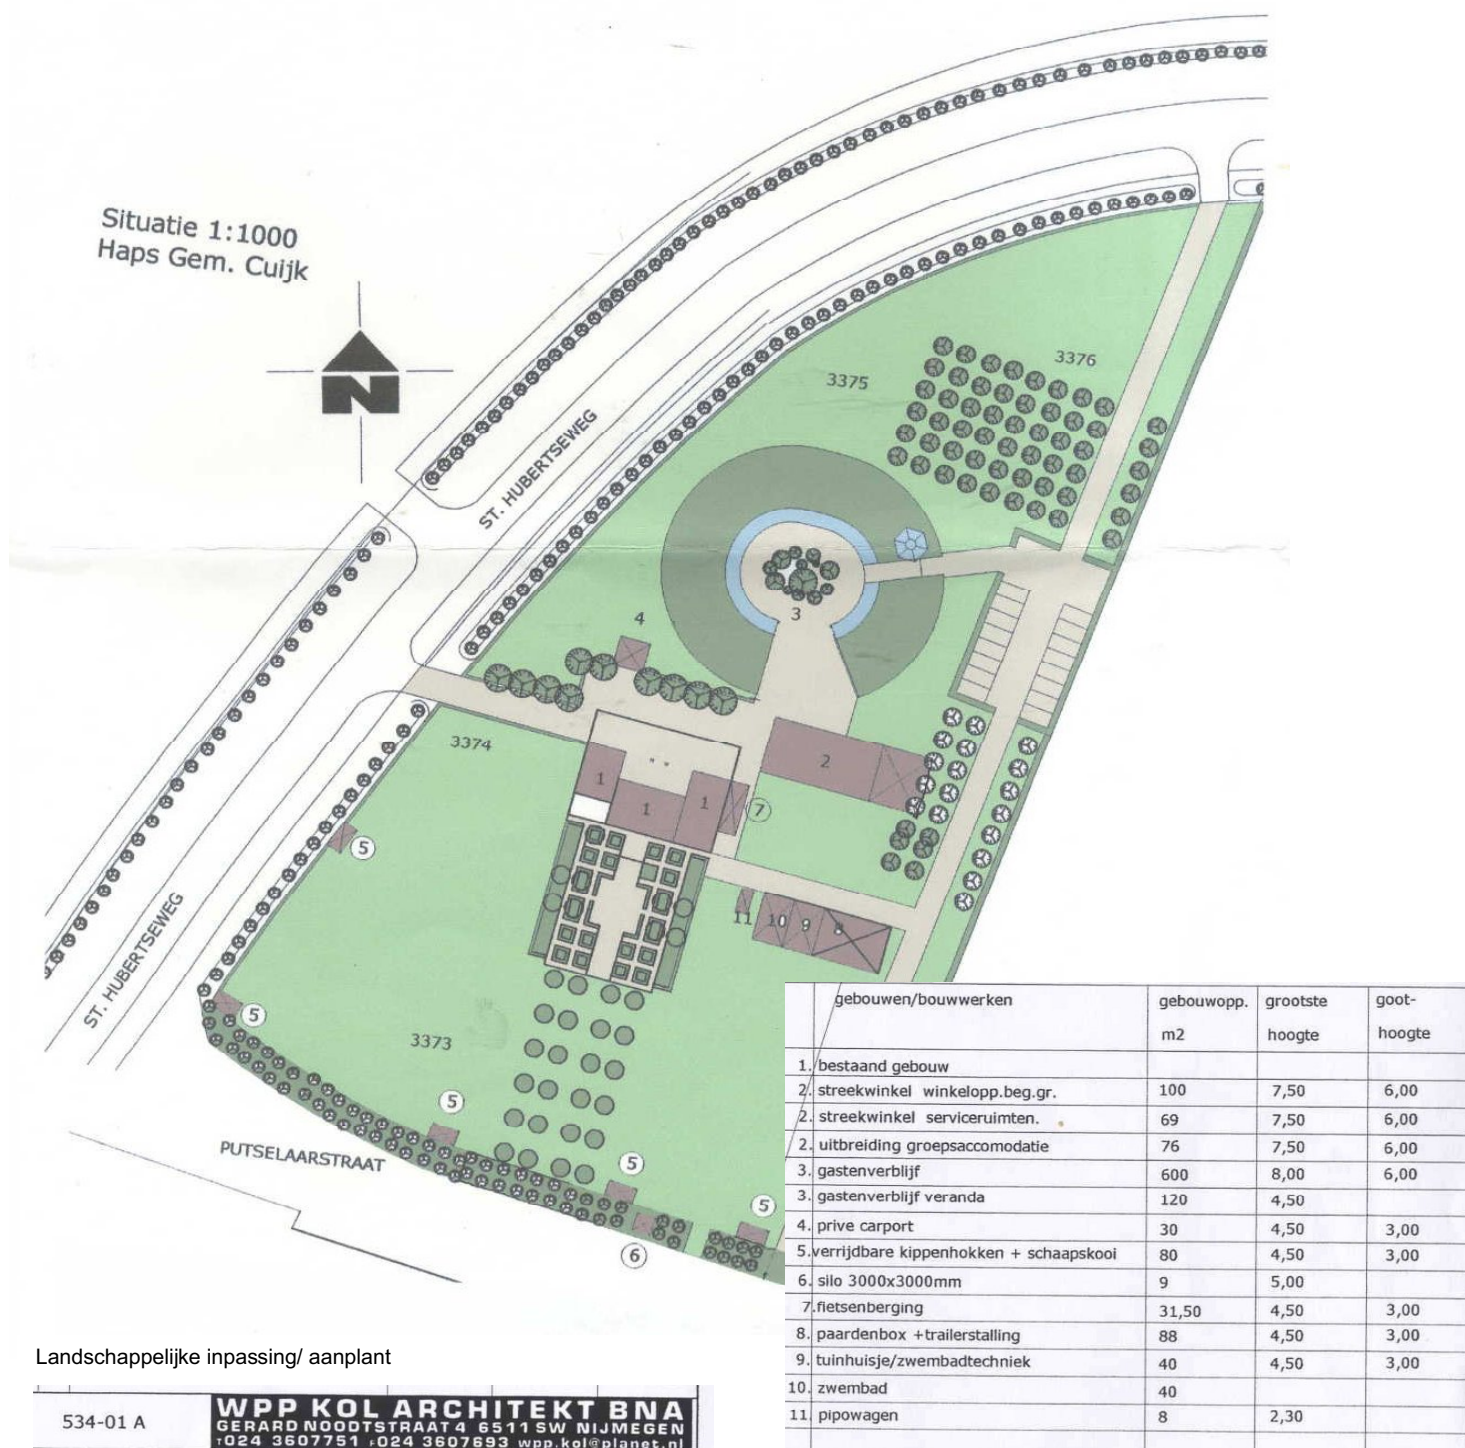 Situatie 1:1000
Haps Gem. Cuijk
N
ST. HUBERTSEWEG
3376
3375
3
4
3374
2
1
1
1
7
5
11
10
9
8
ST. HUBERTSEWEG
5
3373
5
PUTSELAARSTRAAT
5
5
6
gebouwen/bouwwerken gebouwopp. m2 grootste hoogte goot-hoogte
1. bestaand gebouw
2. streekwinkel winkelopp.beg.gr. 100 7,50 6,00
2. streekwinkel serviceruimten. 69 7,50 6,00
2. uitbreiding groepsaccomodatie 76 7,50 6,00
3. gastenverblijf 600 8,00 6,00
3. gastenverblijf veranda 120 4,50
4. prive carport 30 4,50 3,00
5. verrijdbare kippenhokken + schaapskooi 80 4,50 3,00
6. silo 3000x3000mm 9 5,00
7. fietsenberging 31,50 4,50 3,00
8. paardenbox +trailerstalling 88 4,50 3,00
9. tuinhuisje/zwembadtechniek 40 4,50 3,00
10. zwembad 40
11. pipowagen 8 2,30
Landschappelijke inpassing/ aanplant
534-01 A
WPP KOL ARCHITEKT BNA
GERARD NOODTSTRAAT 4 6511 SW NIJMEGEN
T024 3607751 F024 3607693 wpp.kol@planet.nl